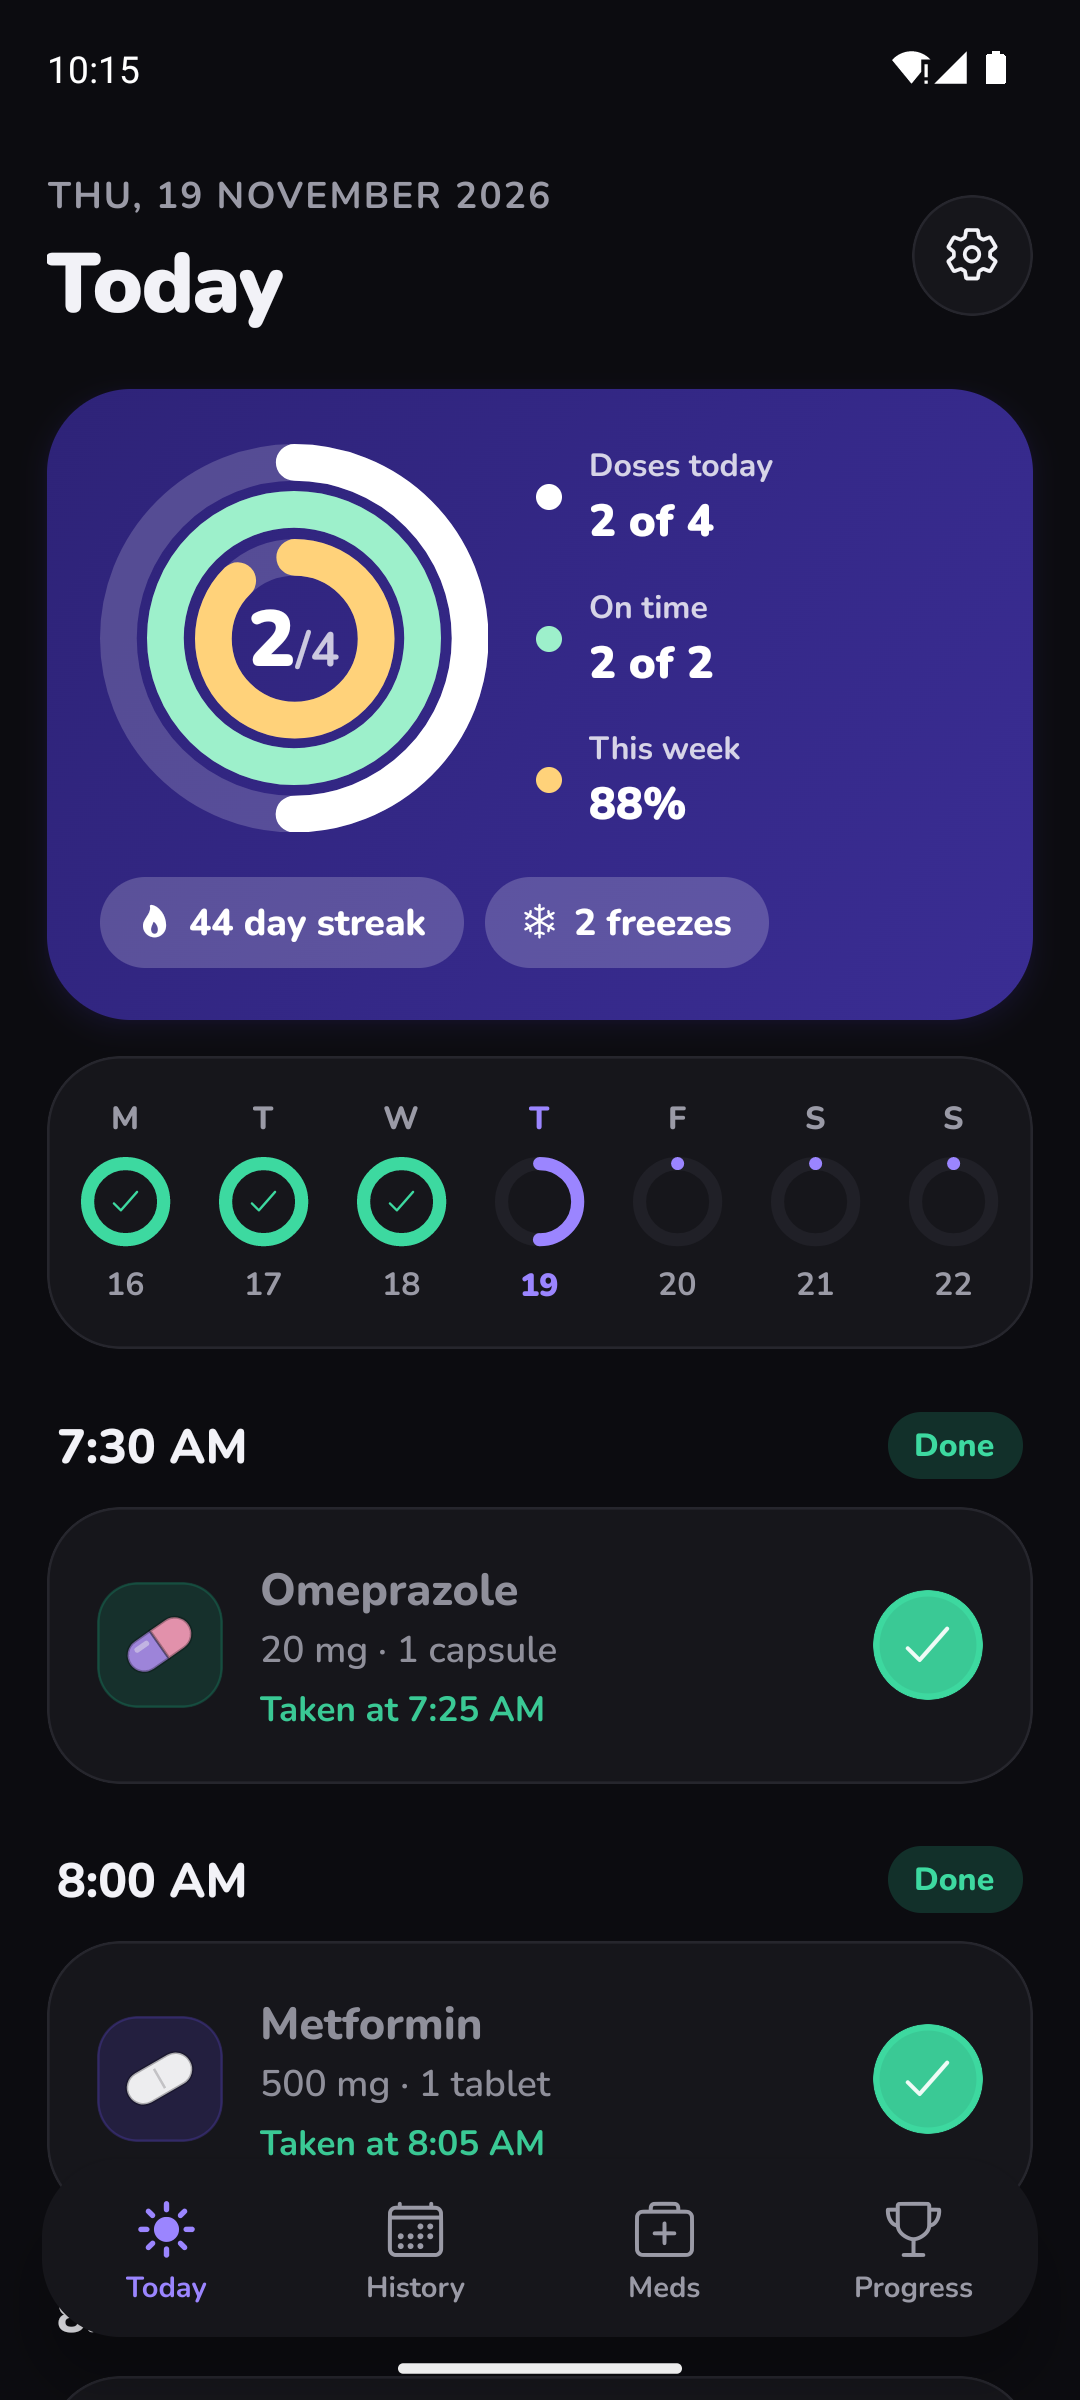 10:15
THU, 19 NOVEMBER 2026
Today
Doses today
2 of 4
On time
2 of 2
This week
88%
2/4
44 day streak
2 freezes
M T W T F S S
16 17 18 19 20 21 22
7:30 AM
Done
Omeprazole
20 mg · 1 capsule
Taken at 7:25 AM
8:00 AM
Done
Metformin
500 mg · 1 tablet
Taken at 8:05 AM
Today
History
Meds
Progress